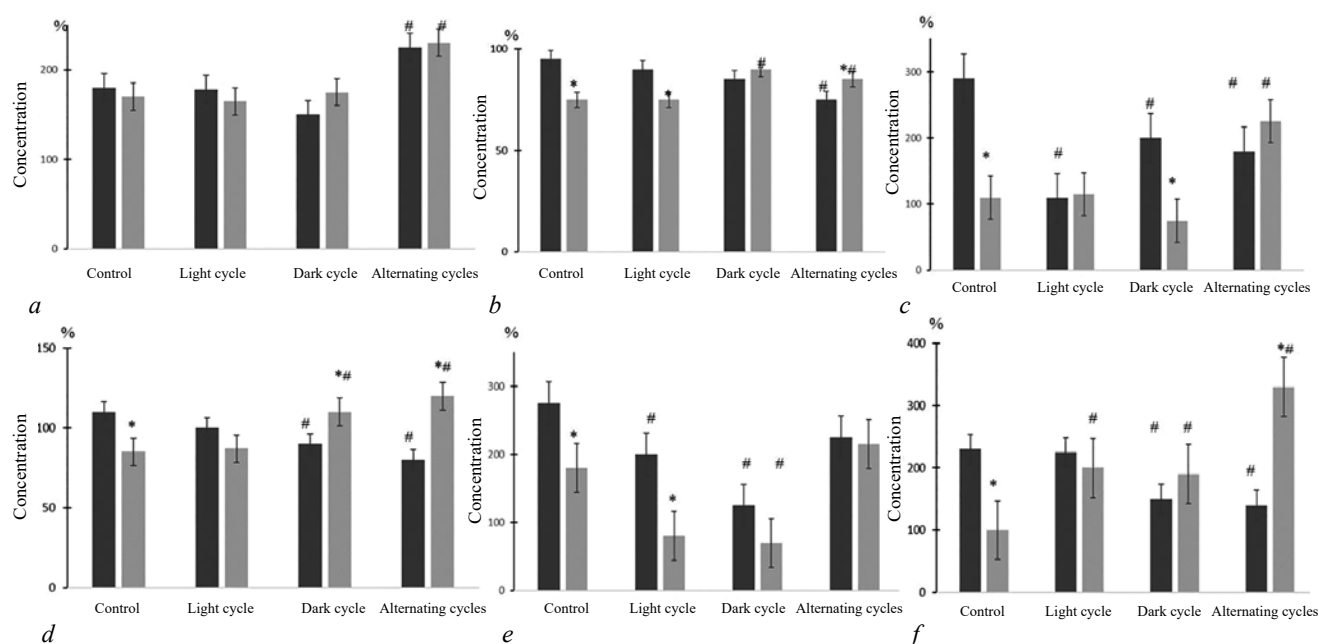 %
200
100
0
Concentration
# #
Control Light cycle Dark cycle Alternating cycles
a
%
100
50
0
Concentration
* * # # *#
Control Light cycle Dark cycle Alternating cycles
b
300
200
100
0
Concentration
* # # * # #
Control Light cycle Dark cycle Alternating cycles
c
%
150
100
50
0
Concentration
* # *# # *#
Control Light cycle Dark cycle Alternating cycles
d
%
300
200
100
0
Concentration
* # * # #
Control Light cycle Dark cycle Alternating cycles
e
%
400
300
200
100
0
Concentration
* # # # # *#
Control Light cycle Dark cycle Alternating cycles
f